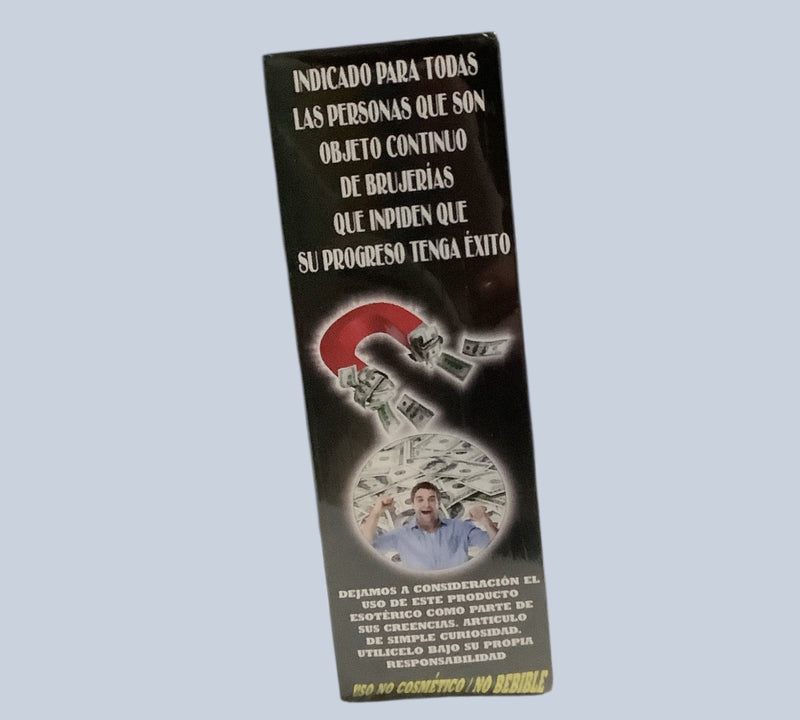 INDICADO PARA TODAS
LAS PERSONAS QUE SON
OBJETO CONTINUO
DE BRUJERÍAS
QUE INPIDEN QUE
SU PROGRESO TENGA ÉXITO
DEJAMOS A CONSIDERACIÓN EL
USO DE ESTE PRODUCTO
ESOTÈRICO COMO PARTE DE
SUS CREENCIAS. ARTICULO
DE SIMPLE CURIOSIDAD.
UTILICELO BAJO SU PROPIA
RESPONSABILIDAD
USO NO COSMÉTICO / NO BEBIBLE